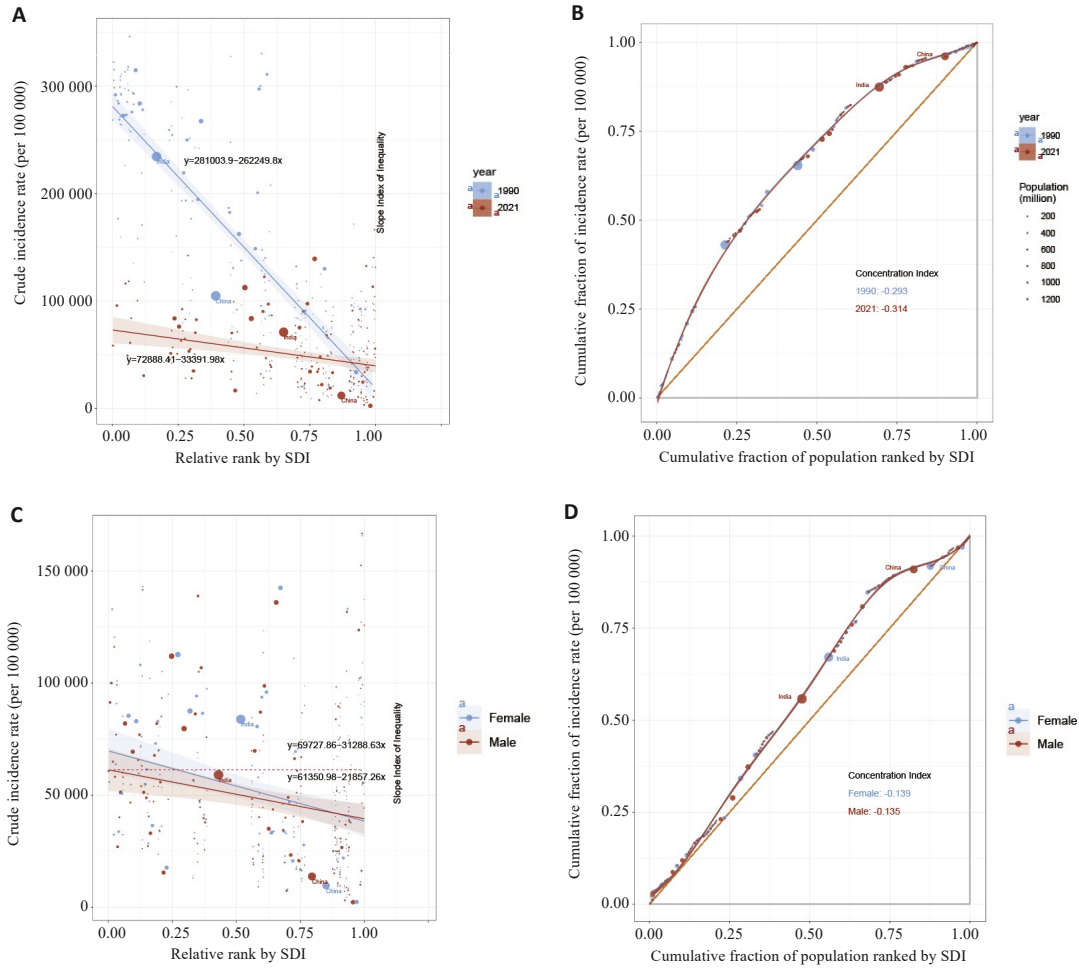 A
Crude incidence rate (per 100 000)
300 000
200 000
100 000
0
India
y=281003.9−262249.8x
China
India
y=72888.41−33391.98x
China
Slope Index of Inequality
0.00 0.25 0.50 0.75 1.00
Relative rank by SDI
year
a a 1990
a a 2021
B
Cumulative fraction of incidence rate (per 100 000)
1.00
0.75
0.50
0.25
0.00
China
India
Concentration Index
1990: -0.293
2021: -0.314
0.00 0.25 0.50 0.75 1.00
Cumulative fraction of population ranked by SDI
year
a a 1990
a a 2021
Population
(million)
200
400
600
800
1000
1200
C
Crude incidence rate (per 100 000)
150 000
100 000
50 000
0
India
y=69727.86−31288.63x
India
y=61350.98−21857.26x
China
China
Slope Index of Inequality
0.00 0.25 0.50 0.75 1.00
Relative rank by SDI
a
Female
a
Male
D
Cumulative fraction of incidence rate (per 100 000)
1.00
0.75
0.50
0.25
0.00
China
China
India
India
Concentration Index
Female: -0.139
Male: -0.135
0.00 0.25 0.50 0.75 1.00
Cumulative fraction of population ranked by SDI
a
Female
a
Male